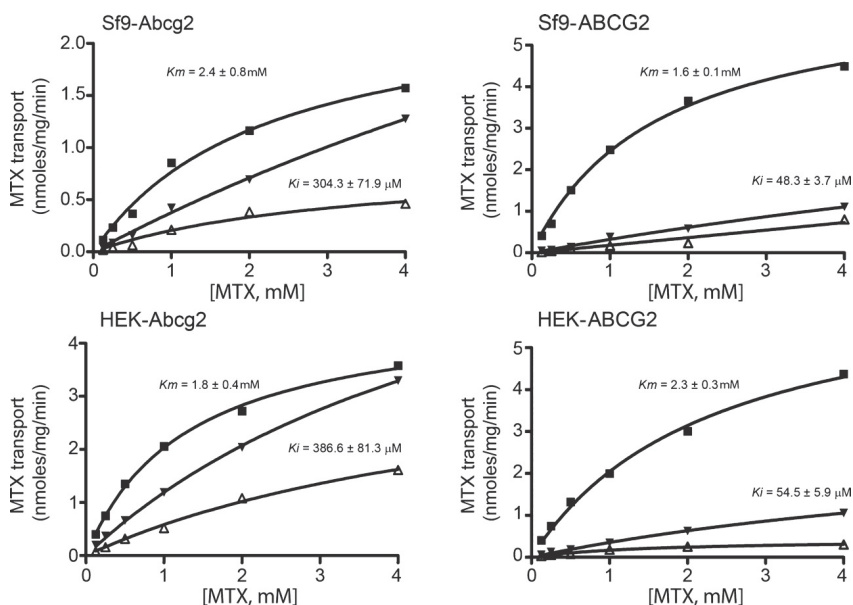 Sf9-Abcg2
MTX transport
(nmoles/mg/min)
2.0
1.5
1.0
0.5
0.0
Km = 2.4 ± 0.8mM
Ki = 304.3 ± 71.9 μM
0
1
2
3
4
[MTX, mM]
Sf9-ABCG2
MTX transport
(nmoles/mg/min)
5
4
3
2
1
0
Km = 1.6 ± 0.1mM
Ki = 48.3 ± 3.7 μM
0
1
2
3
4
[MTX, mM]
HEK-Abcg2
MTX transport
(nmoles/mg/min)
4
3
2
1
0
Km = 1.8 ± 0.4mM
Ki = 386.6 ± 81.3 μM
0
1
2
3
4
[MTX, mM]
HEK-ABCG2
MTX transport
(nmoles/mg/min)
5
4
3
2
1
0
Km = 2.3 ± 0.3mM
Ki = 54.5 ± 5.9 μM
0
1
2
3
4
[MTX, mM]